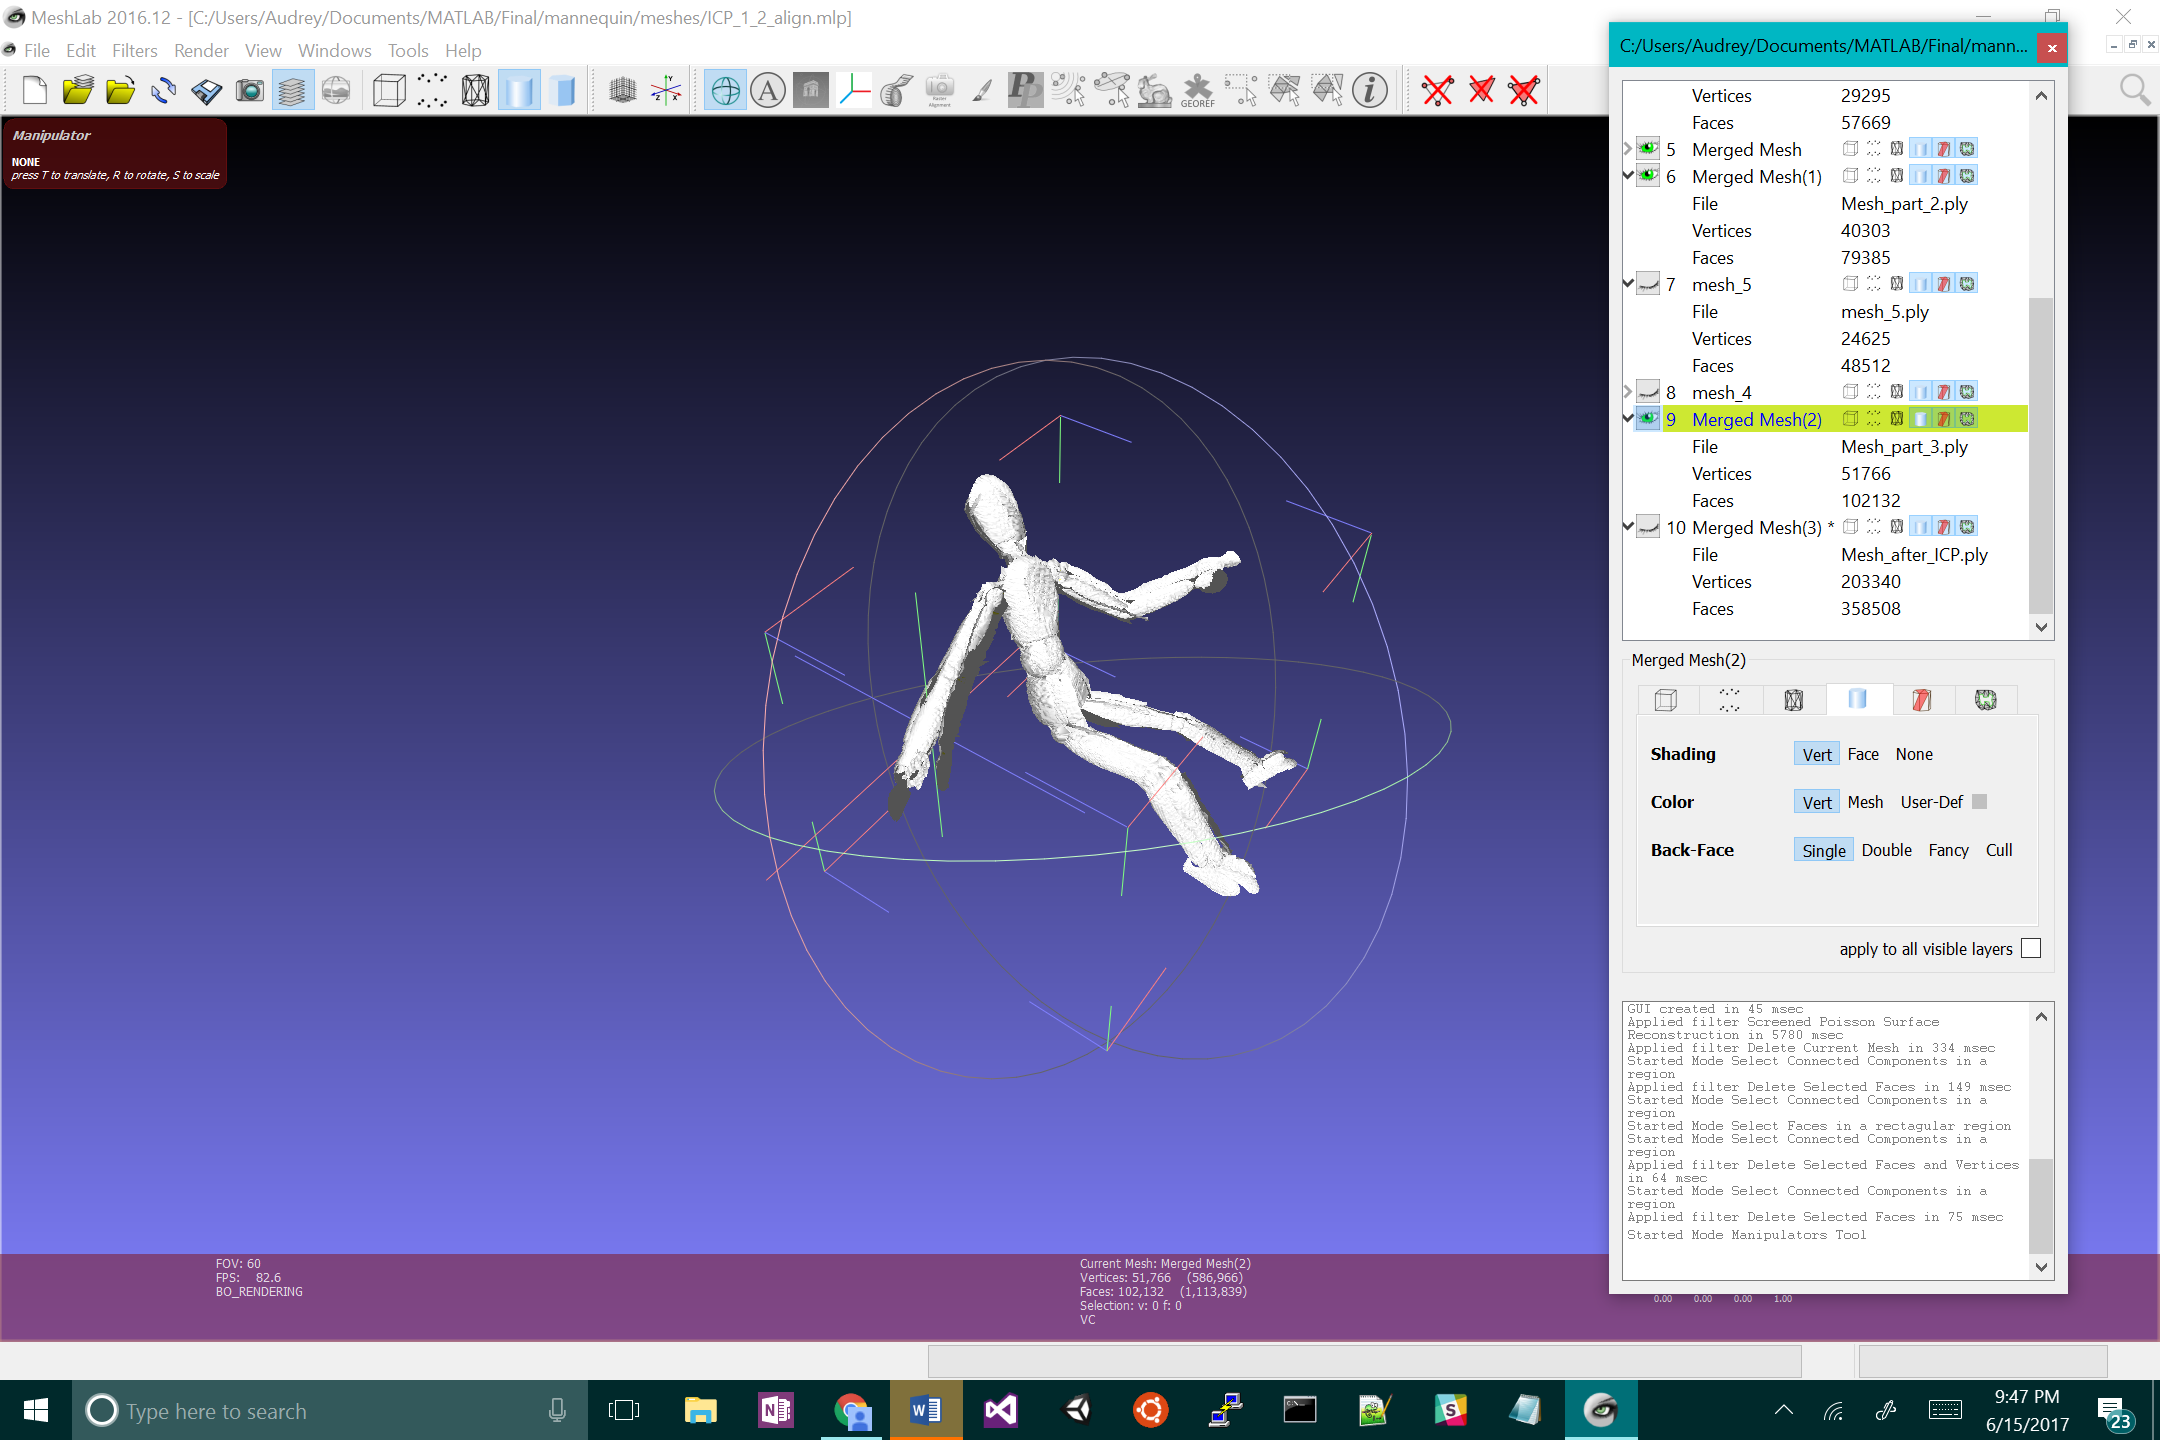 MeshLab 2016.12 - [C:/Users/Audrey/Documents/MATLAB/Final/mannequin/meshes/ICP_1_2_align.mlp]
File Edit Filters Render View Windows Tools Help
GEOREF
Manipulator
NONE
press T to translate, R to rotate, S to scale
C:/Users/Audrey/Documents/MATLAB/Final/mann...
Vertices 29295
Faces 57669
5 Merged Mesh
6 Merged Mesh(1)
File Mesh_part_2.ply
Vertices 40303
Faces 79385
7 mesh_5
File mesh_5.ply
Vertices 24625
Faces 48512
8 mesh_4
9 Merged Mesh(2)
File Mesh_part_3.ply
Vertices 51766
Faces 102132
10 Merged Mesh(3) *
File Mesh_after_ICP.ply
Vertices 203340
Faces 358508
Merged Mesh(2)
Shading Vert Face None
Color Vert Mesh User-Def
Back-Face Single Double Fancy Cull
apply to all visible layers
GUI created in 45 msec
Applied filter Screened Poisson Surface
Reconstruction in 5780 msec
Applied filter Delete Current Mesh in 334 msec
Started Mode Select Connected Components in a
region
Applied filter Delete Selected Faces in 149 msec
Started Mode Select Connected Components in a
region
Started Mode Select Faces in a rectagular region
Started Mode Select Connected Components in a
region
Applied filter Delete Selected Faces and Vertices
in 64 msec
Started Mode Select Connected Components in a
region
Applied filter Delete Selected Faces in 75 msec
Started Mode Manipulators Tool
FOV: 60
FPS: 82.6
BO_RENDERING
Current Mesh: Merged Mesh(2)
Vertices: 51,766 (586,966)
Faces: 102,132 (1,113,839)
Selection: v: 0 f: 0
VC
0.00 0.00 0.00 1.00
Type here to search
9:47 PM
6/15/2017
23